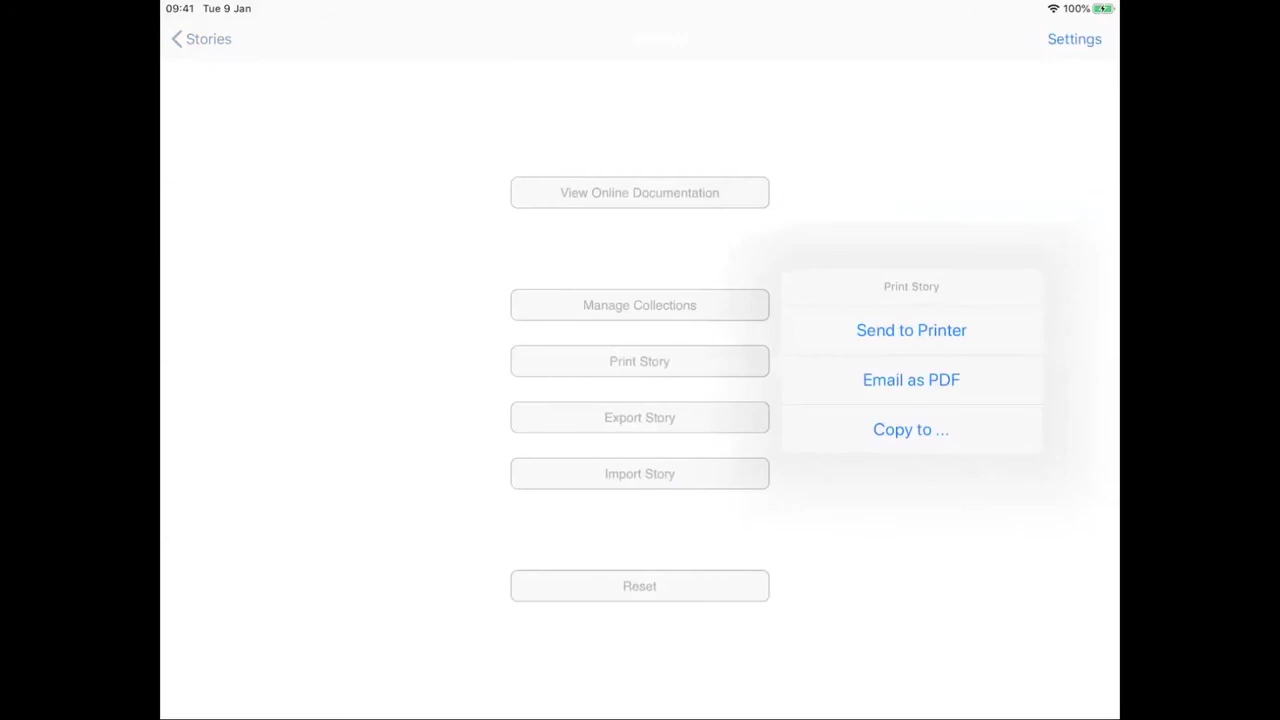 09:41 Tue 9 Jan 100%
Stories
Settings
View Online Documentation
Manage Collections
Print Story
Export Story
Import Story
Reset
Print Story
Send to Printer
Email as PDF
Copy to ...